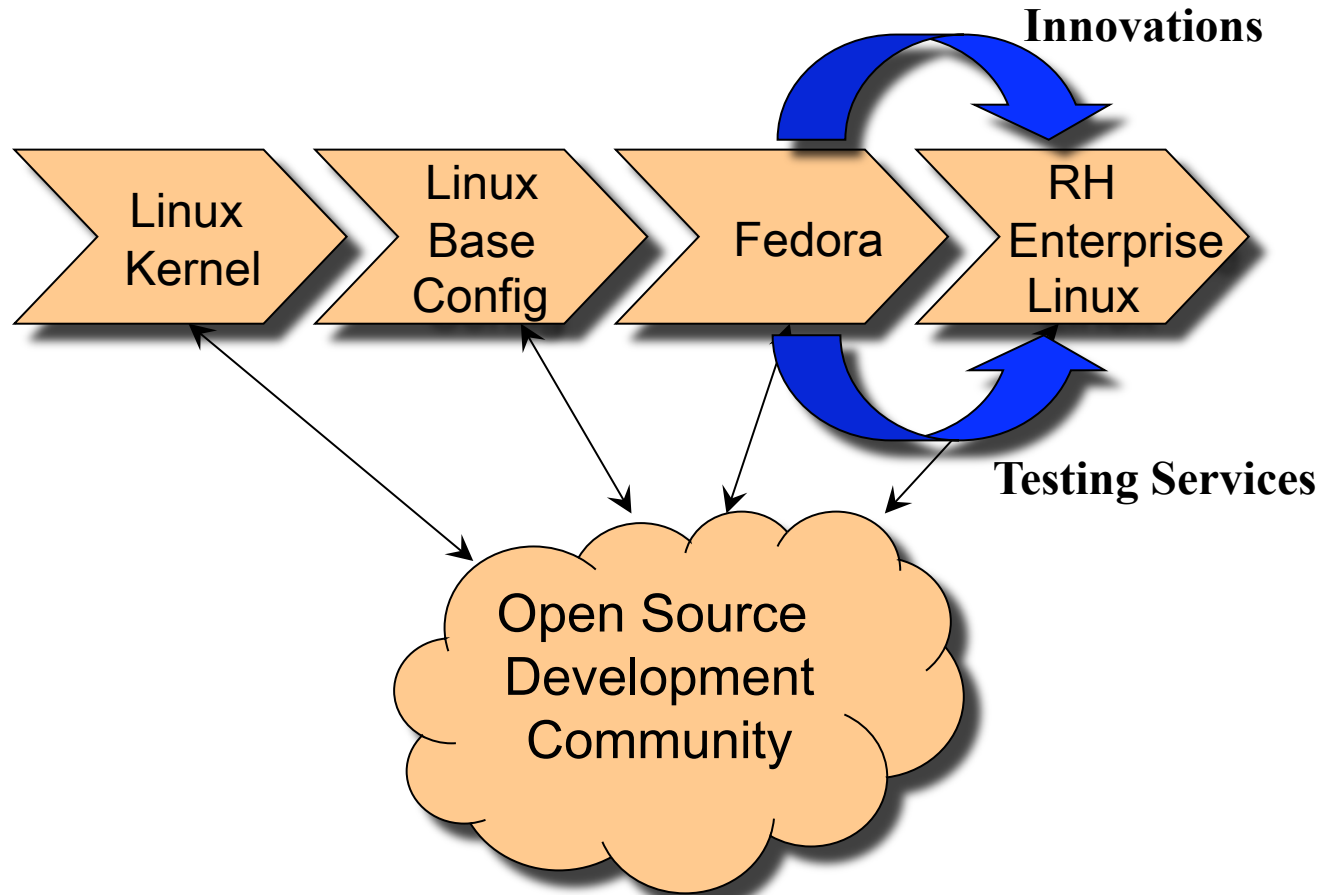 Innovations
Linux
Kernel
Linux
Base
Config
Fedora
RH
Enterprise
Linux
Testing Services
Open Source
Development
Community